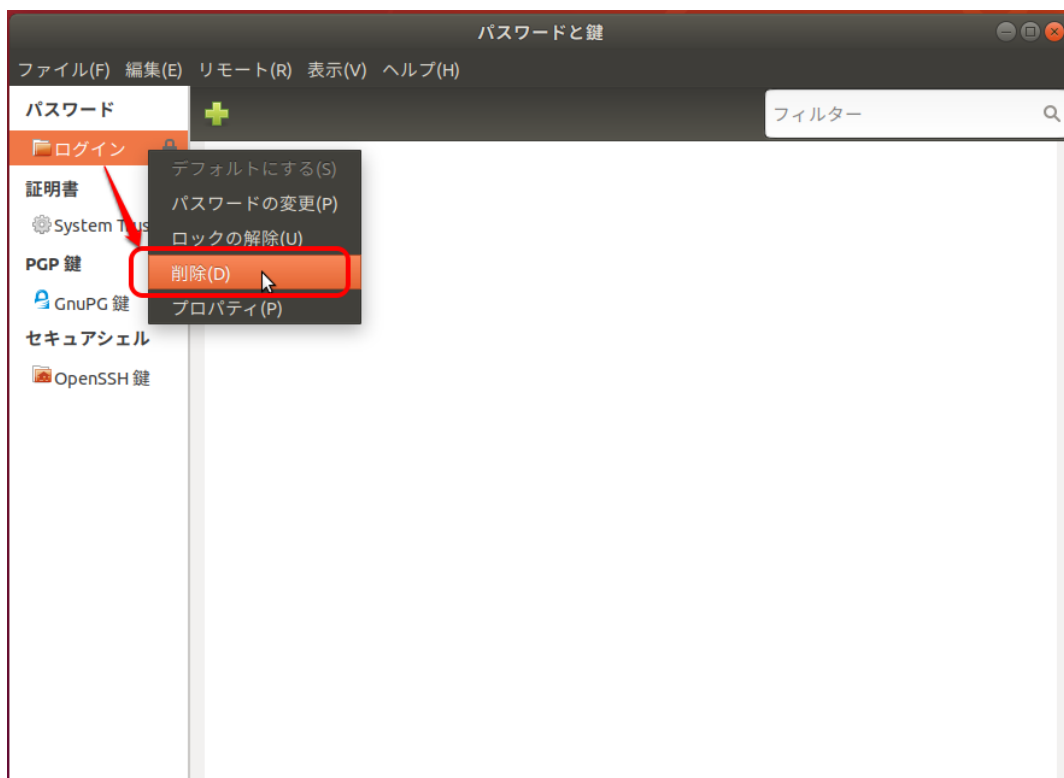 パスワードと鍵
ファイル(F) 編集(E) リモート(R) 表示(V) ヘルプ(H)
パスワード
フィルター
ログイン
証明書
System Trus
PGP 鍵
GnuPG 鍵
セキュアシェル
OpenSSH 鍵
デフォルトにする(S)
パスワードの変更(P)
ロックの解除(U)
削除(D)
プロパティ(P)